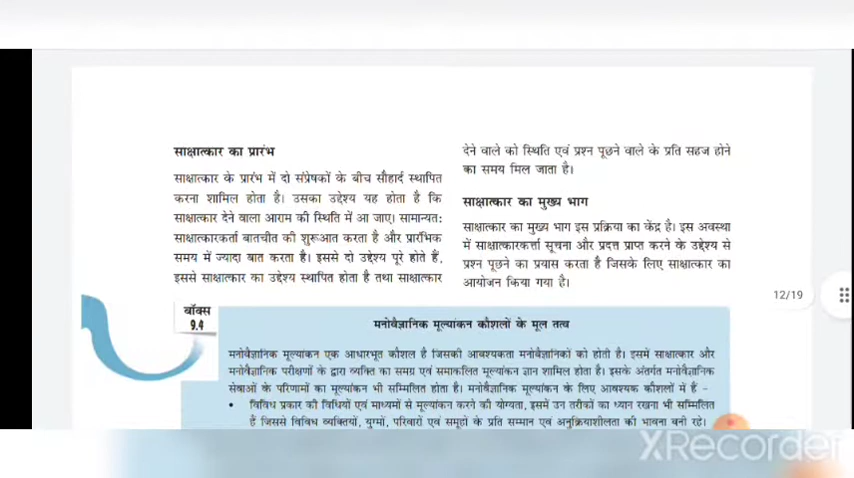 साक्षात्कार का प्रारंभ
साक्षात्कार के प्रारंभ में दो संप्रेषकों के बीच सौहार्द स्थापित
करना शामिल होता है। उसका उद्देश्य यह होता है कि
साक्षात्कार देने वाला आराम की स्थिति में आ जाए। सामान्यतः
साक्षात्कारकर्ता बातचीत की शुरूआत करता है और प्रारंभिक
समय में ज्यादा बात करता है। इससे दो उद्देश्य पूरे होते हैं,
इससे साक्षात्कार का उद्देश्य स्थापित होता है तथा साक्षात्कार
देने वाले को स्थिति एवं प्रश्न पूछने वाले के प्रति सहज होने
का समय मिल जाता है।
साक्षात्कार का मुख्य भाग
साक्षात्कार का मुख्य भाग इस प्रक्रिया का केंद्र है। इस अवस्था
में साक्षात्कारकर्त्ता सूचना और प्रदत्त प्राप्त करने के उद्देश्य से
प्रश्न पूछने का प्रयास करता है जिसके लिए साक्षात्कार का
आयोजन किया गया है।
12/19
बॉक्स
9.4
मनोवैज्ञानिक मूल्यांकन कौशलों के मूल तत्व
मनोवैज्ञानिक मूल्यांकन एक आधारभूत कौशल है जिसकी आवश्यकता मनोवैज्ञानिकों को होती है। इसमें साक्षात्कार और
मनोवैज्ञानिक परीक्षणों के द्वारा व्यक्ति का समग्र एवं समाकलित मूल्यांकन ज्ञान शामिल होता है। इसके अंतर्गत मनोवैज्ञानिक
सेवाओं के परिणामों का मूल्यांकन भी सम्मिलित होता है। मनोवैज्ञानिक मूल्यांकन के लिए आवश्यक कौशलों में हैं -
• विविध प्रकार की विधियों एवं माध्यमों से मूल्यांकन करने की योग्यता, इसमें उन तरीकों का ध्यान रखना भी सम्मिलित
हैं जिससे विविध व्यक्तियों, युग्मों, परिवारों एवं समूहों के प्रति सम्मान एवं अनुक्रियाशीलता की भावना बनी रहे।
XRecorder